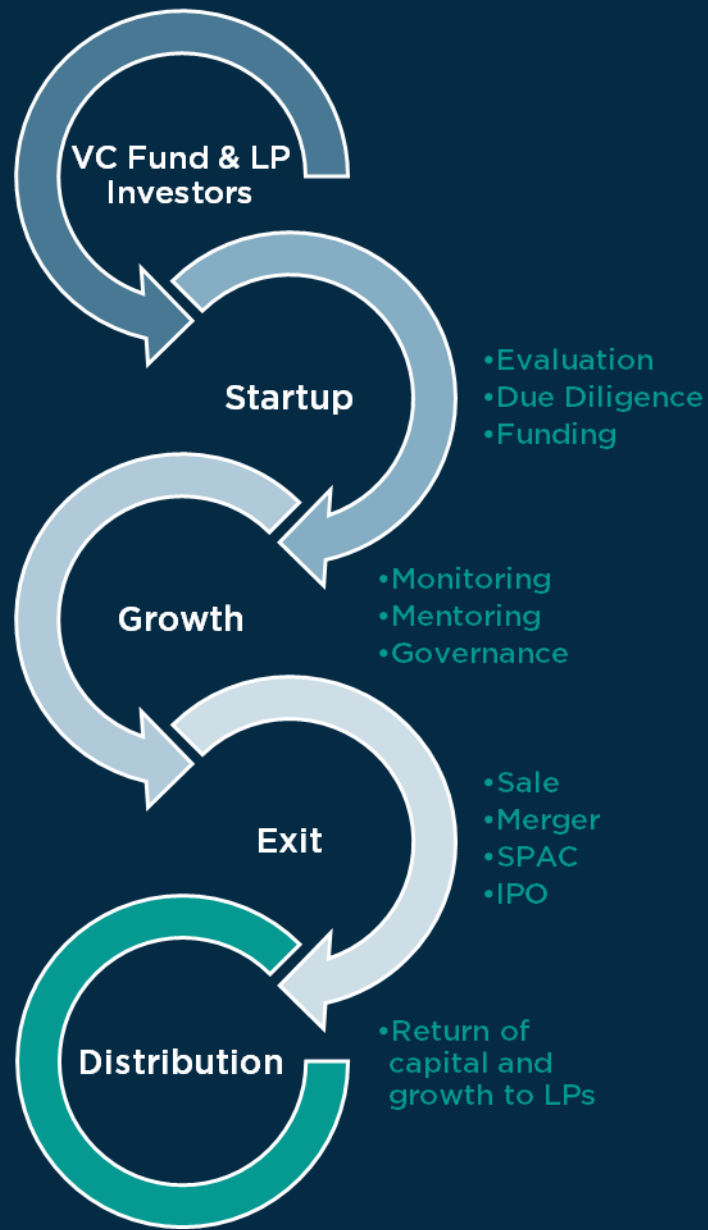 VC Fund & LP
Investors
Startup
•Evaluation
•Due Diligence
•Funding
Growth
•Monitoring
•Mentoring
•Governance
Exit
•Sale
•Merger
•SPAC
•IPO
Distribution
•Return of
capital and
growth to LPs